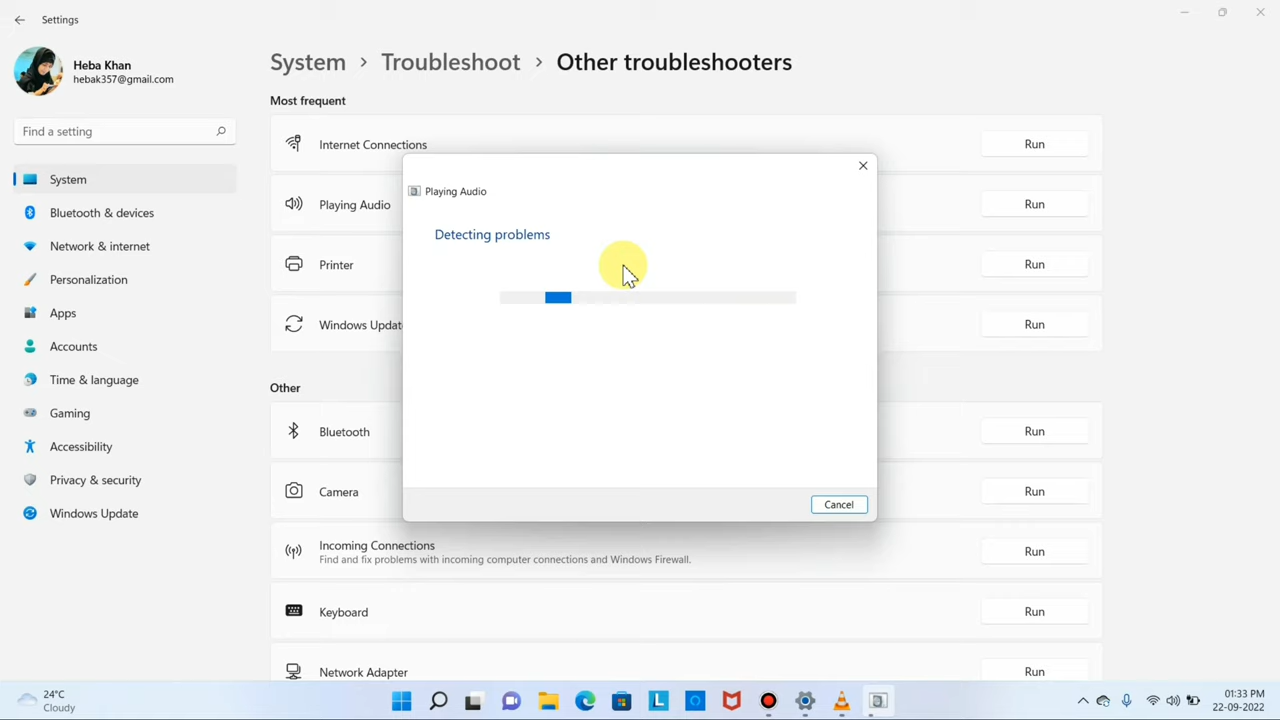 Settings
Heba Khan
hebak357@gmail.com
Find a setting
System
Bluetooth & devices
Network & internet
Personalization
Apps
Accounts
Time & language
Gaming
Accessibility
Privacy & security
Windows Update
System > Troubleshoot > Other troubleshooters
Most frequent
Internet Connections
Run
Playing Audio
Run
Printer
Run
Windows Updat
Run
Other
Bluetooth
Run
Camera
Run
Incoming Connections
Find and fix problems with incoming computer connections and Windows Firewall.
Run
Keyboard
Run
Network Adapter
Run
Playing Audio
Detecting problems
Cancel
24°C
Cloudy
L
01:33 PM
22-09-2022